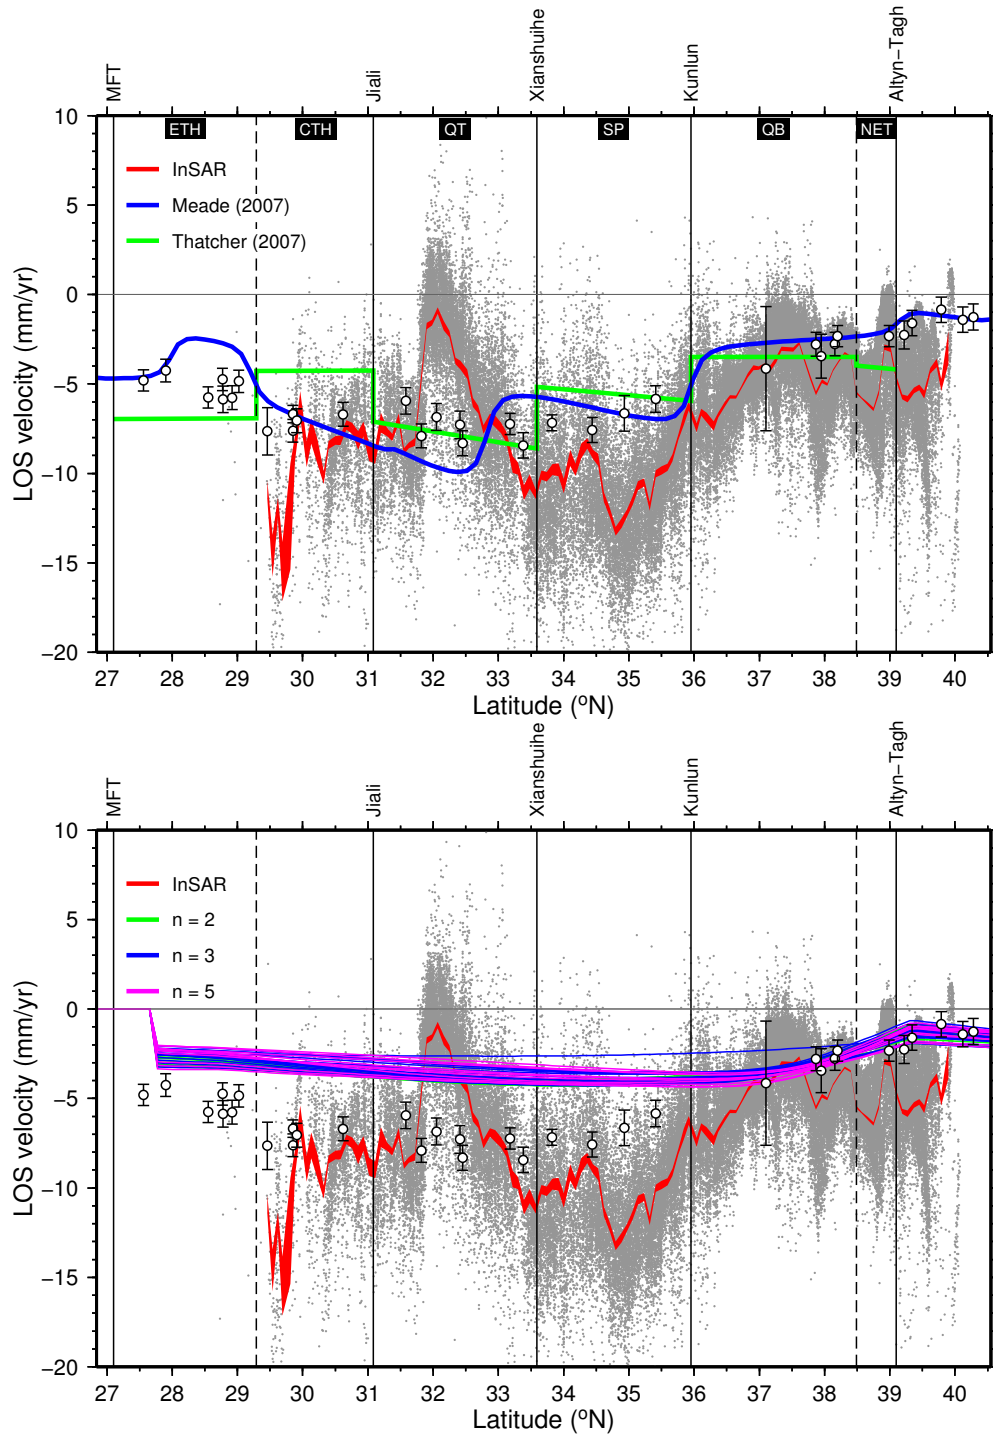 MFT
Jiali
Xianshuihe
Kunlun
Altyn-Tagh
ETH CTH QT SP QB NET
InSAR
Meade (2007)
Thatcher (2007)
10
5
0
−5
−10
−15
−20
LOS velocity (mm/yr)
27 28 29 30 31 32 33 34 35 36 37 38 39 40
Latitude (ºN)
MFT
Jiali
Xianshuihe
Kunlun
Altyn-Tagh
InSAR
n = 2
n = 3
n = 5
10
5
0
−5
−10
−15
−20
LOS velocity (mm/yr)
27 28 29 30 31 32 33 34 35 36 37 38 39 40
Latitude (ºN)